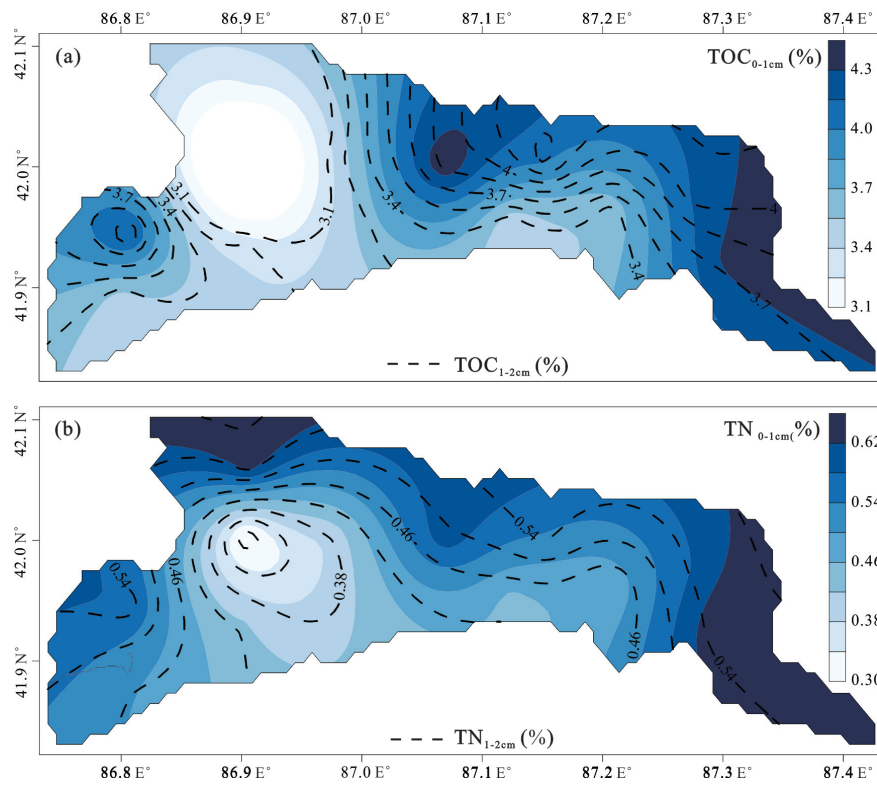 86.8 E° 86.9 E° 87.0 E° 87.1 E° 87.2 E° 87.3 E° 87.4 E°
(a)
TOC0-1cm (%)
42.1 N°
42.0 N°
41.9 N°
4.3
4.0
3.7
3.4
3.1
3.7
3.4
3.1
3.1
3.4
3.7
4
3.4
4
3.7
TOC1-2cm (%)
(b)
TN 0-1cm(%)
42.1 N°
42.0 N°
41.9 N°
0.62
0.54
0.46
0.38
0.30
0.54
0.46
0.38
0.46
0.54
0.46
0.54
TN1-2cm (%)
86.8 E° 86.9 E° 87.0 E° 87.1 E° 87.2 E° 87.3 E° 87.4 E°